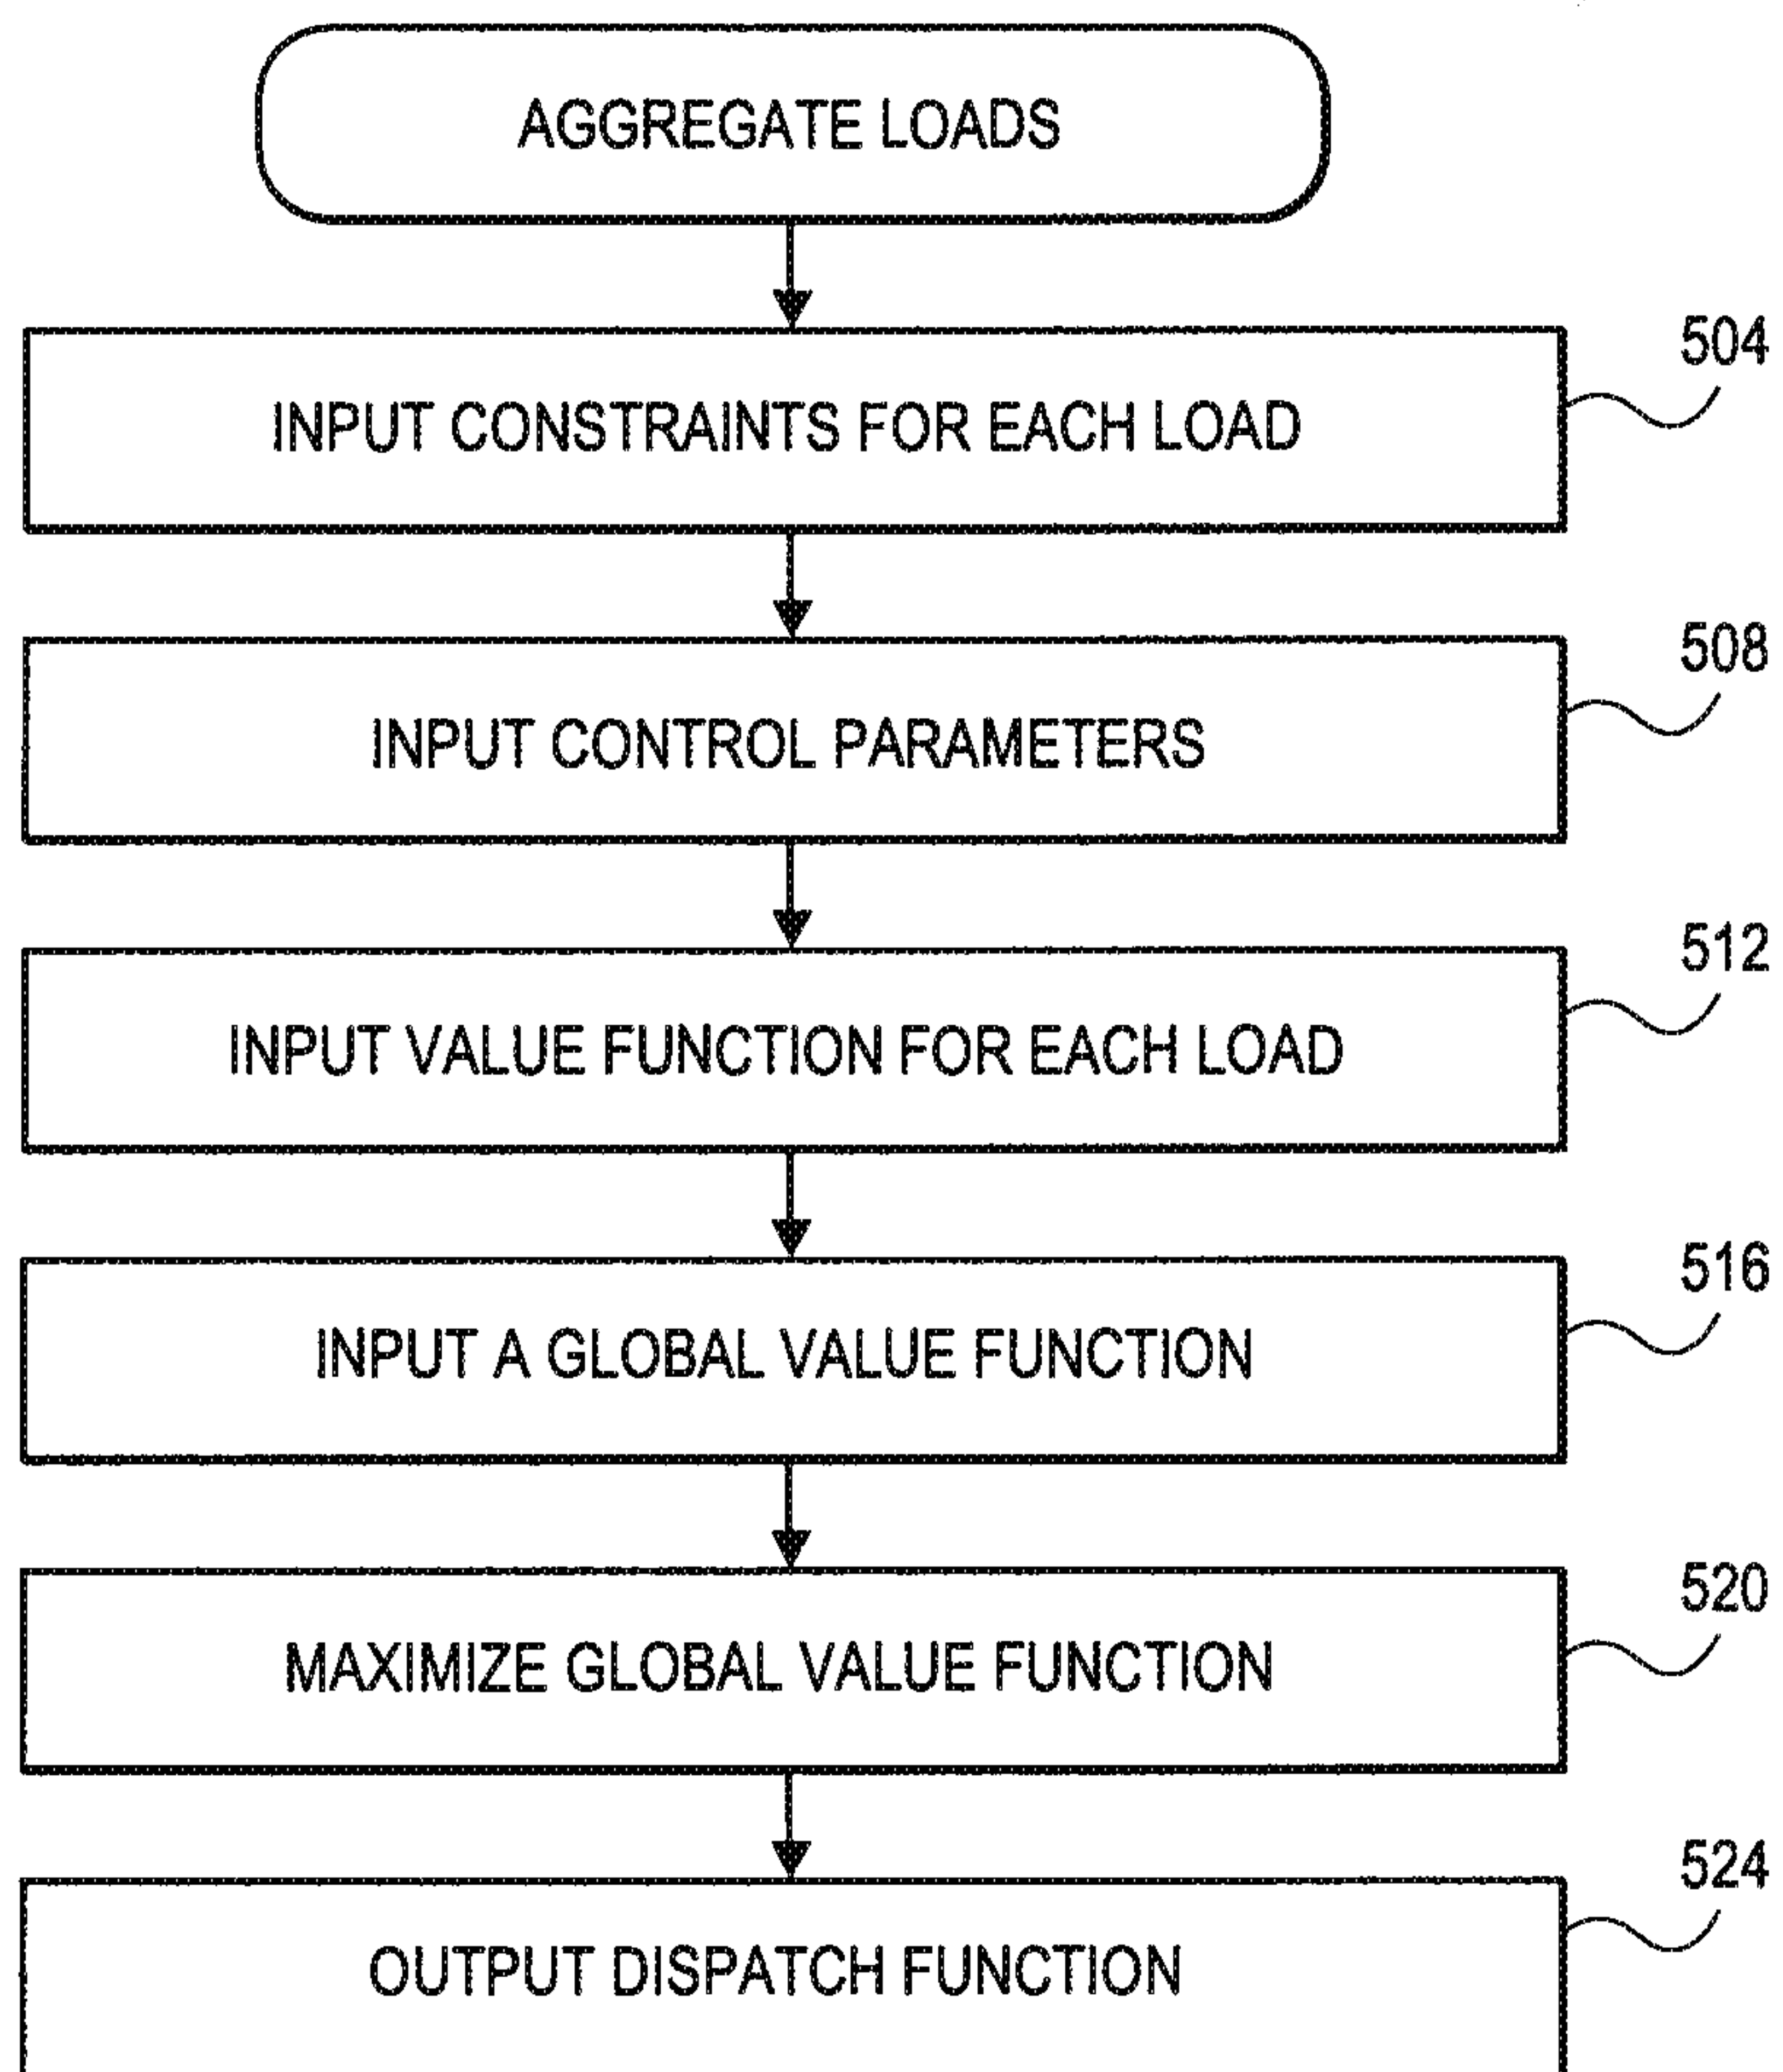 AGGREGATE LOADS
504
INPUT CONSTRAINTS FOR EACH LOAD
508
INPUT CONTROL PARAMETERS
512
INPUT VALUE FUNCTION FOR EACH LOAD
516
INPUT A GLOBAL VALUE FUNCTION
520
MAXIMIZE GLOBAL VALUE FUNCTION
524
OUTPUT DISPATCH FUNCTION